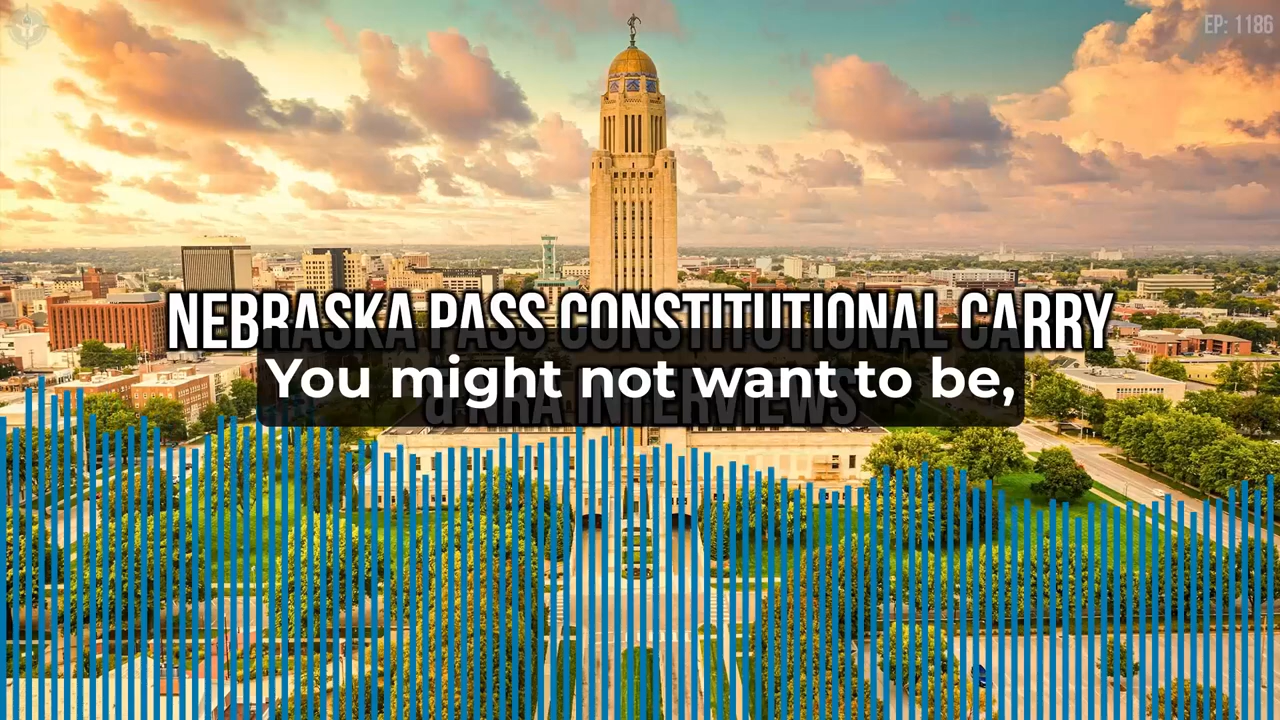 EP: 1186
NEBRASKA PASS CONSTITUTIONAL CARRY
& NRA INTERVIEWS
You might not want to be,